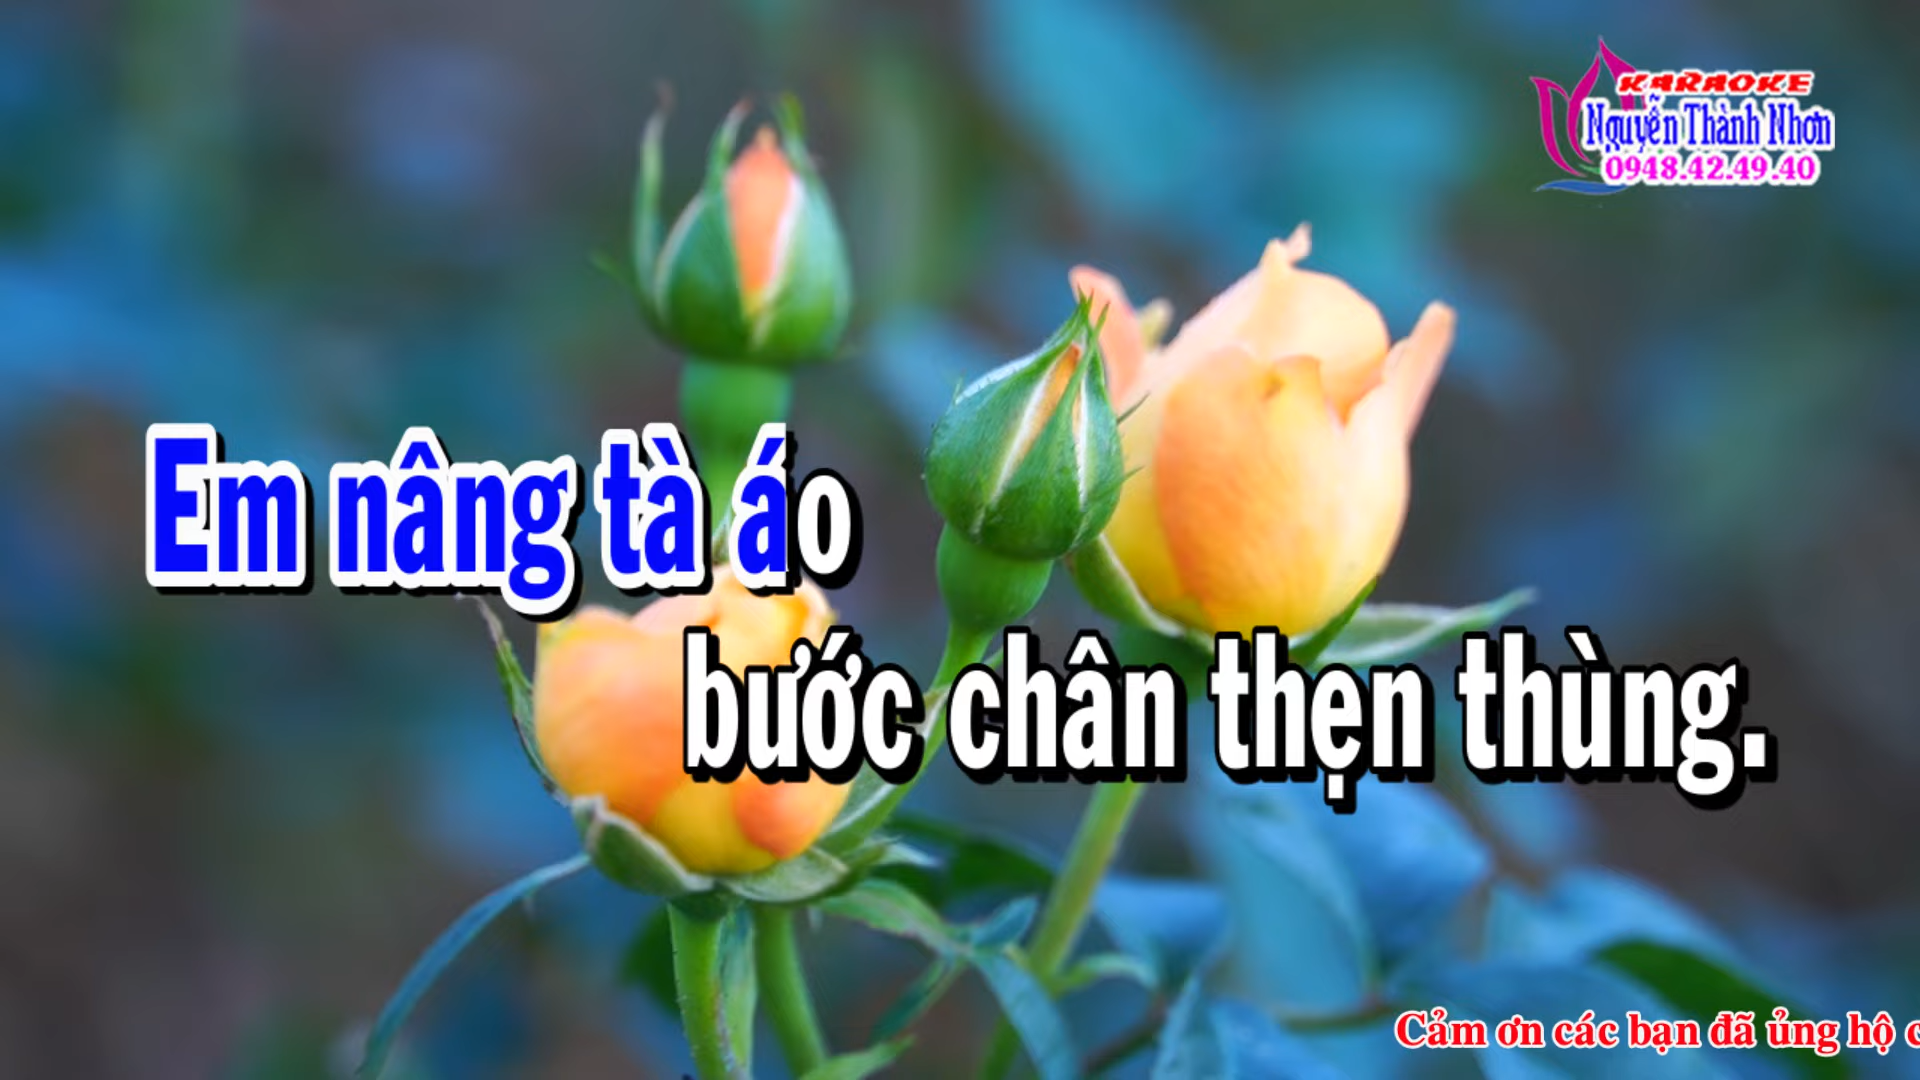 KARAOKE
Nguyễn Thành Nhơn
0948.42.49.40
Em nâng tà áo
bước chân thẹn thùng.
Cảm ơn các bạn đã ủng hộ